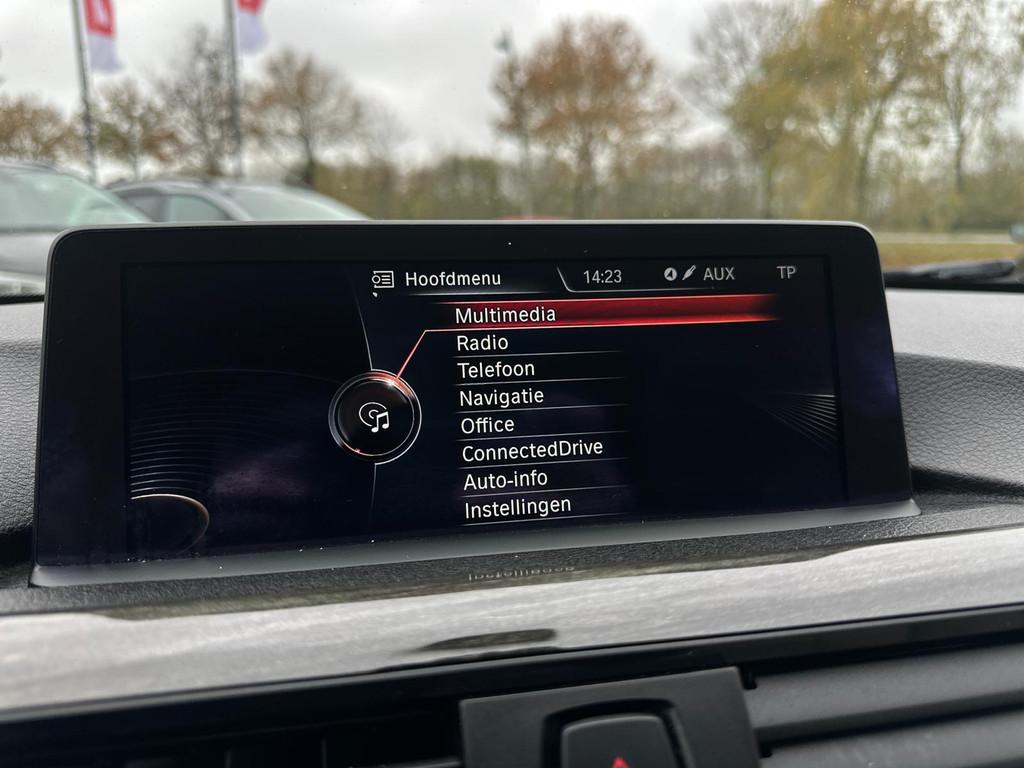 Hoofdmenu 14:23 AUX TP
Multimedia
Radio
Telefoon
Navigatie
Office
ConnectedDrive
Auto-info
Instellingen